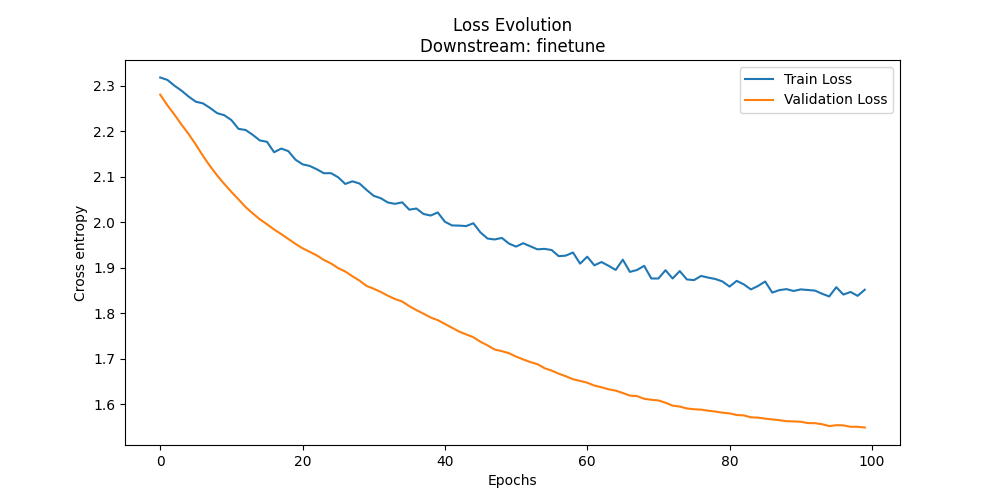 Loss Evolution
Downstream: finetune
Train Loss
Validation Loss
Cross entropy
2.3
2.2
2.1
2.0
1.9
1.8
1.7
1.6
0 20 40 60 80 100
Epochs